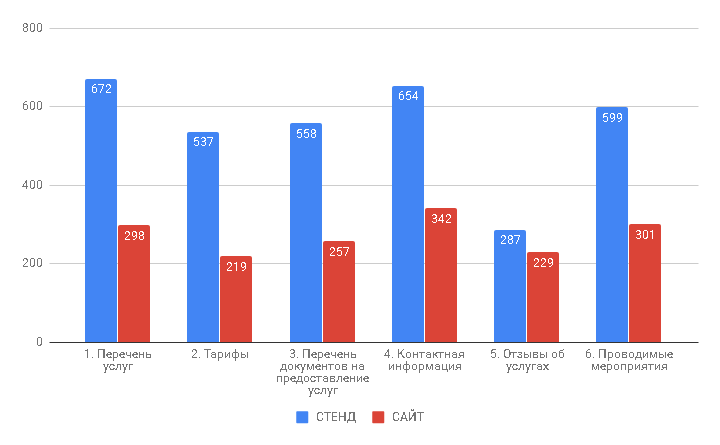 800
600
400
200
0
672
298
537
219
558
257
654
342
287
229
599
301
1. Перечень
услуг
2. Тарифы
3. Перечень
документов на
предоставление
услуг
4. Контактная
информация
5. Отзывы об
услугах
6. Проводимые
мероприятия
СТЕНД
САЙТ